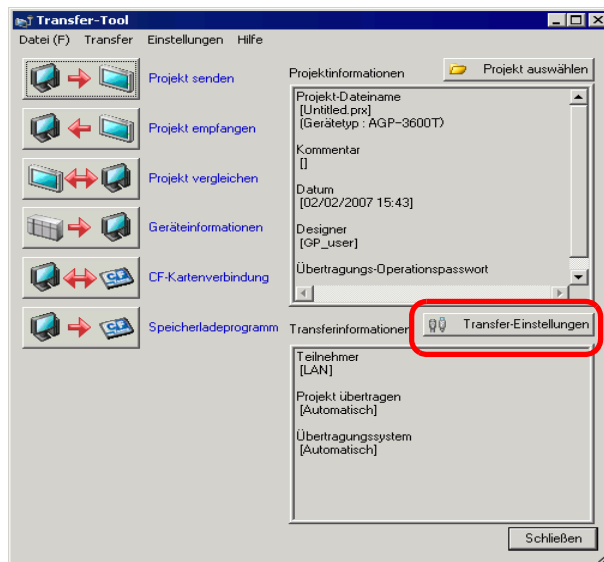 Transfer-Tool
Datei (F) Transfer Einstellungen Hilfe
Projekt senden
Projekt empfangen
Projekt vergleichen
Geräteinformationen
CF-Kartenverbindung
Speicherladeprogramm
Projektinformationen
Projekt auswählen
Projekt-Dateiname
[Untitled.prx]
(Gerätetyp : AGP-3600T)
Kommentar
[]
Datum
[02/02/2007 15:43]
Designer
[GP_user]
Übertragungs-Operationspasswort
Transferinformationen
Transfer-Einstellungen
Teilnehmer
[LAN]
Projekt übertragen
[Automatisch]
Übertragungssystem
[Automatisch]
Schließen
CF
CF